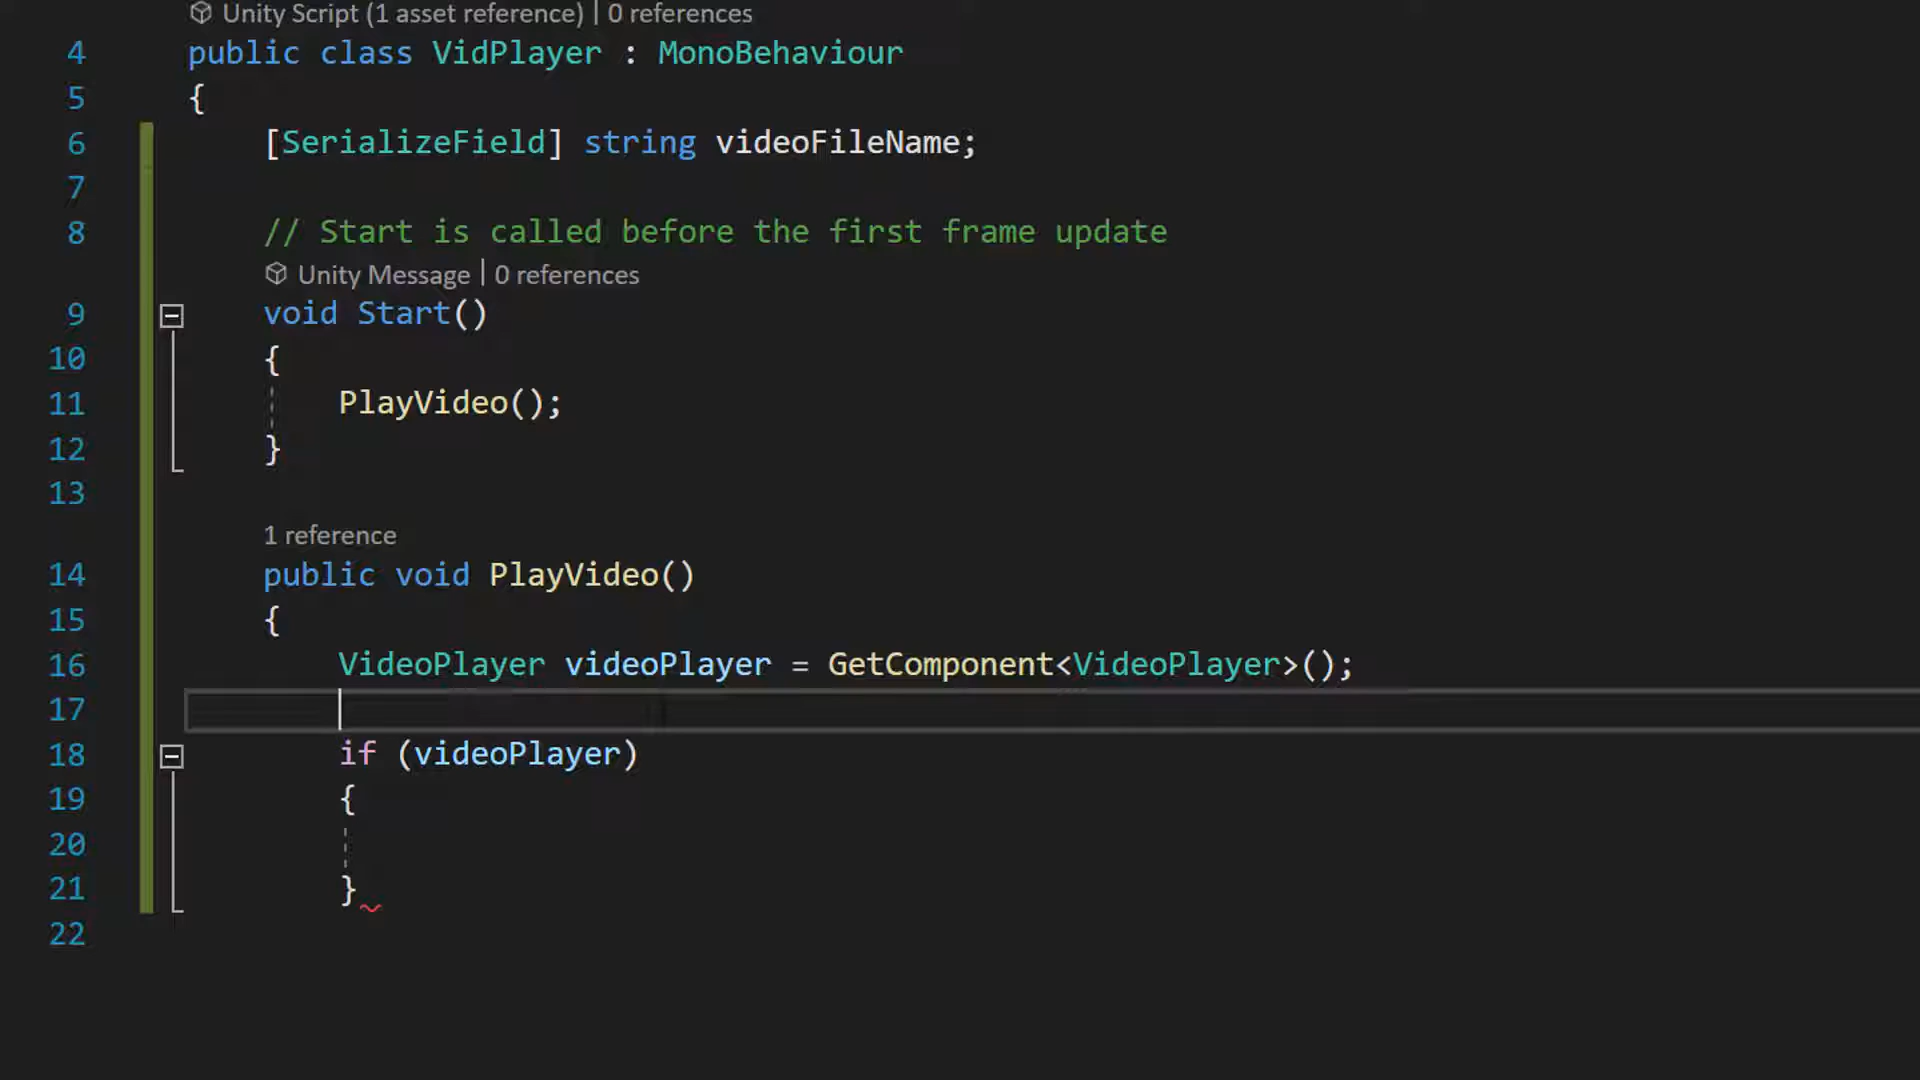 Unity Script (1 asset reference) | 0 references
4 public class VidPlayer : MonoBehaviour
5 {
6 [SerializeField] string videoFileName;
7
8 // Start is called before the first frame update
Unity Message | 0 references
9 void Start()
10 {
11 PlayVideo();
12 }
13
1 reference
14 public void PlayVideo()
15 {
16 VideoPlayer videoPlayer = GetComponent<VideoPlayer>();
17
18 if (videoPlayer)
19 {
20
21 }
22